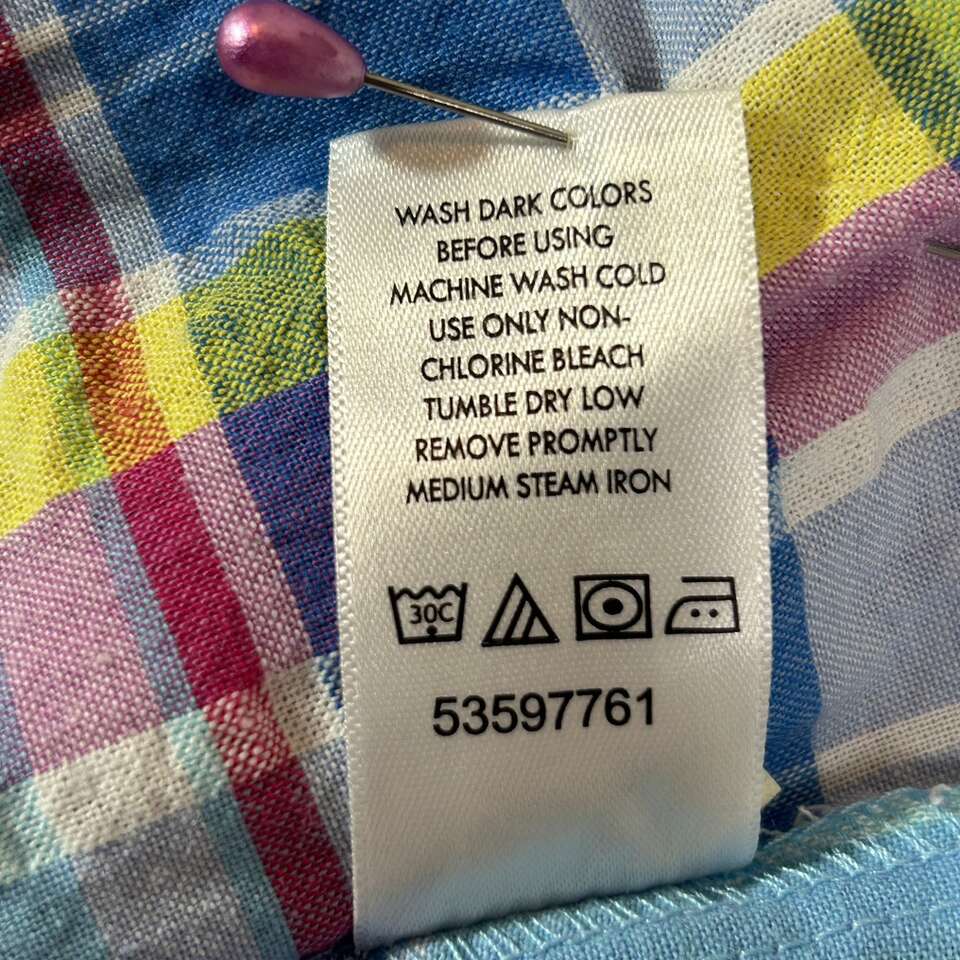 WASH DARK COLORS
BEFORE USING
MACHINE WASH COLD
USE ONLY NON-
CHLORINE BLEACH
TUMBLE DRY LOW
REMOVE PROMPTLY
MEDIUM STEAM IRON
30C
53597761